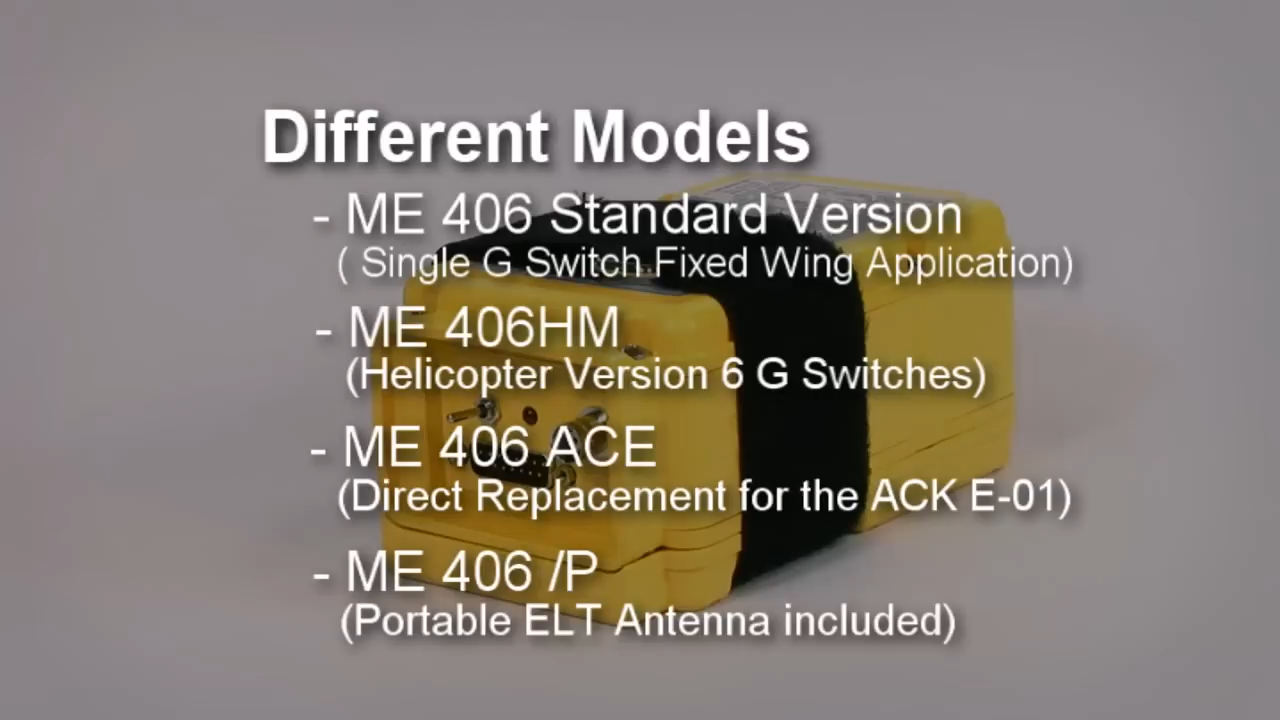 Different Models
- ME 406 Standard Version
( Single G Switch Fixed Wing Application)
- ME 406HM
(Helicopter Version 6 G Switches)
- ME 406 ACE
(Direct Replacement for the ACK E-01)
- ME 406 /P
(Portable ELT Antenna included)